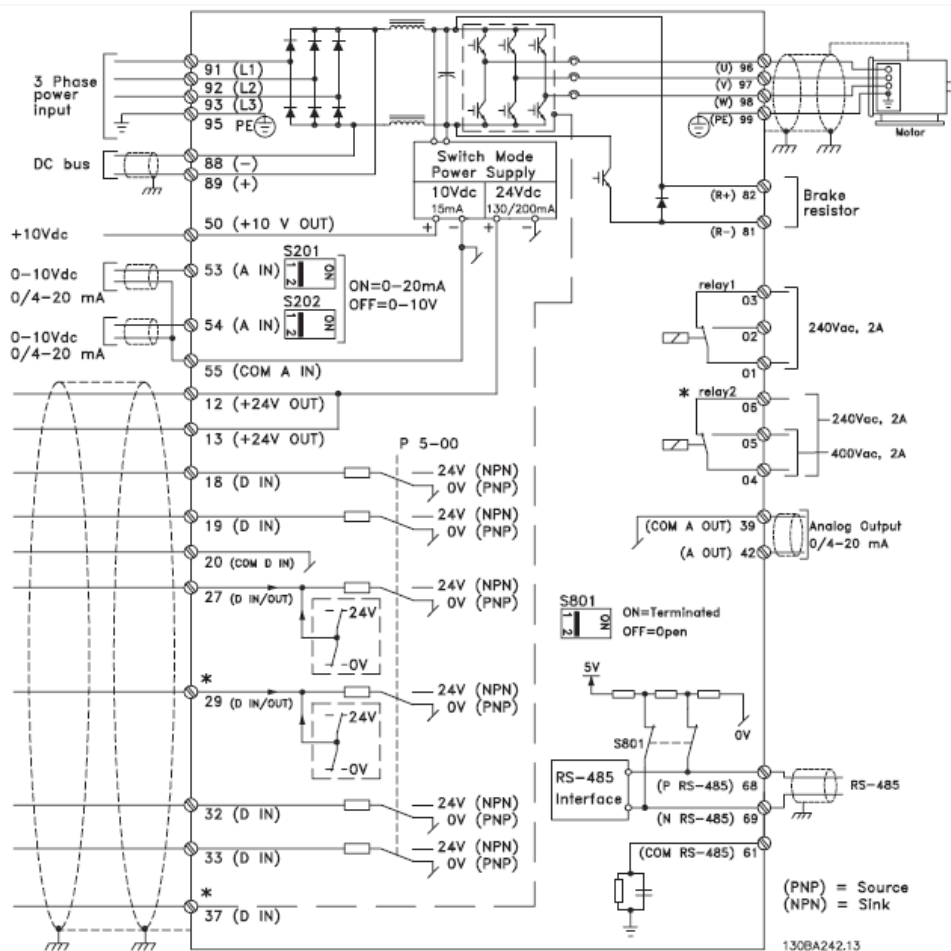 3 Phase
power
input
91 (L1)
92 (L2)
93 (L3)
95 PE
DC bus
88 (-)
89 (+)
Switch Mode
Power Supply
10Vdc
15mA
24Vdc
130/200mA
+ - + -
(U) 96
(V) 97
(W) 98
(PE) 99
Motor
(R+) 82
(R-) 81
Brake
resistor
+10Vdc
50 (+10 V OUT)
S201
1 2
ON
0-10Vdc
0/4-20 mA
53 (A IN)
ON=0-20mA
OFF=0-10V
S202
1 2
ON
0-10Vdc
0/4-20 mA
54 (A IN)
55 (COM A IN)
12 (+24V OUT)
13 (+24V OUT)
P 5-00
18 (D IN)
24V (NPN)
0V (PNP)
19 (D IN)
24V (NPN)
0V (PNP)
20 (COM D IN)
27 (D IN/OUT)
24V (NPN)
0V (PNP)
24V
0V
*
29 (D IN/OUT)
24V (NPN)
0V (PNP)
24V
0V
32 (D IN)
24V (NPN)
0V (PNP)
33 (D IN)
24V (NPN)
0V (PNP)
*
37 (D IN)
relay1
03
02
01
240Vac, 2A
* relay2
06
05
04
240Vac, 2A
400Vac, 2A
(COM A OUT) 39
(A OUT) 42
Analog Output
0/4-20 mA
S801
1 2
ON
ON=Terminated
OFF=Open
5V
0V
S801
RS-485
Interface
(P RS-485) 68
(N RS-485) 69
(COM RS-485) 61
RS-485
(PNP) = Source
(NPN) = Sink
130BA242.13